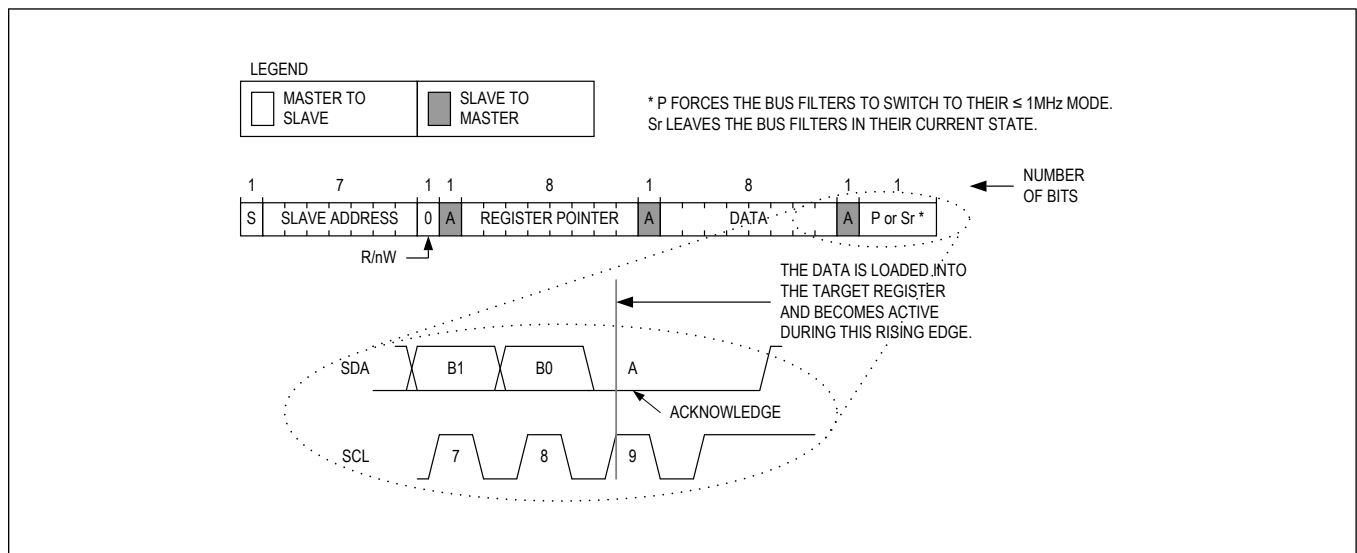 LEGEND
MASTER TO
SLAVE
SLAVE TO
MASTER
* P FORCES THE BUS FILTERS TO SWITCH TO THEIR ≤ 1MHz MODE.
Sr LEAVES THE BUS FILTERS IN THEIR CURRENT STATE.
1 7 1 1 8 1 8 1 1
NUMBER
OF BITS
S SLAVE ADDRESS 0 A REGISTER POINTER A DATA A P or Sr *
R/nW
THE DATA IS LOADED INTO
THE TARGET REGISTER
AND BECOMES ACTIVE
DURING THIS RISING EDGE.
SDA B1 B0 A
ACKNOWLEDGE
SCL 7 8 9